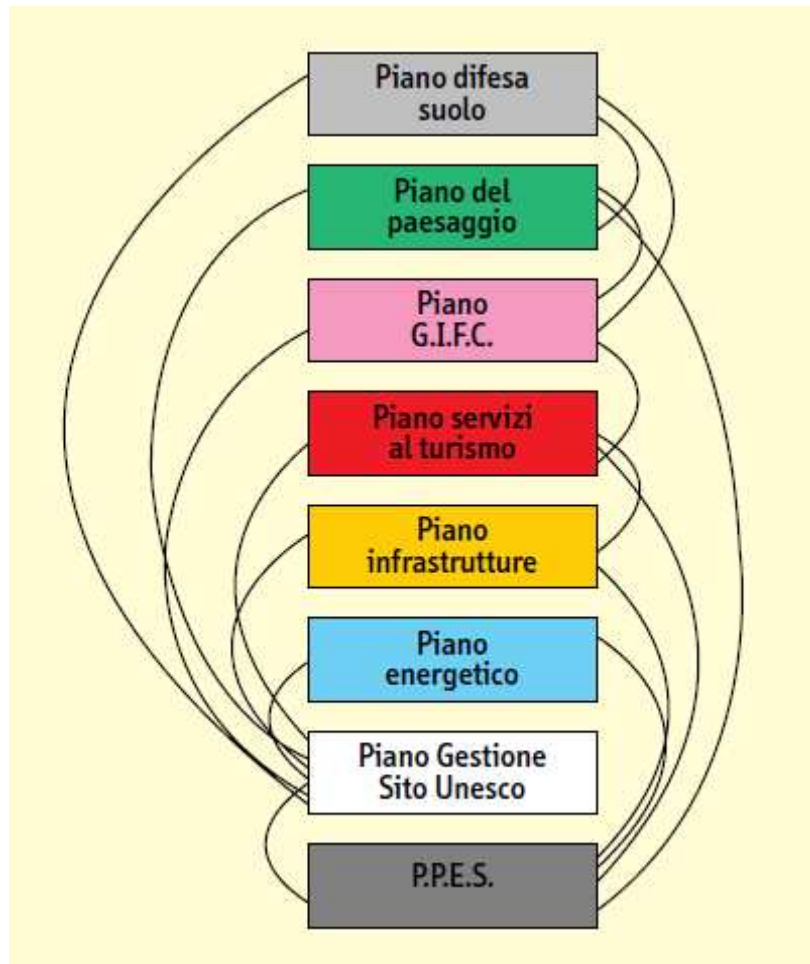 Piano difesa
suolo
Piano del
paesaggio
Piano
G.I.F.C.
Piano servizi
al turismo
Piano
infrastrutture
Piano
energetico
Piano Gestione
Sito Unesco
P.P.E.S.